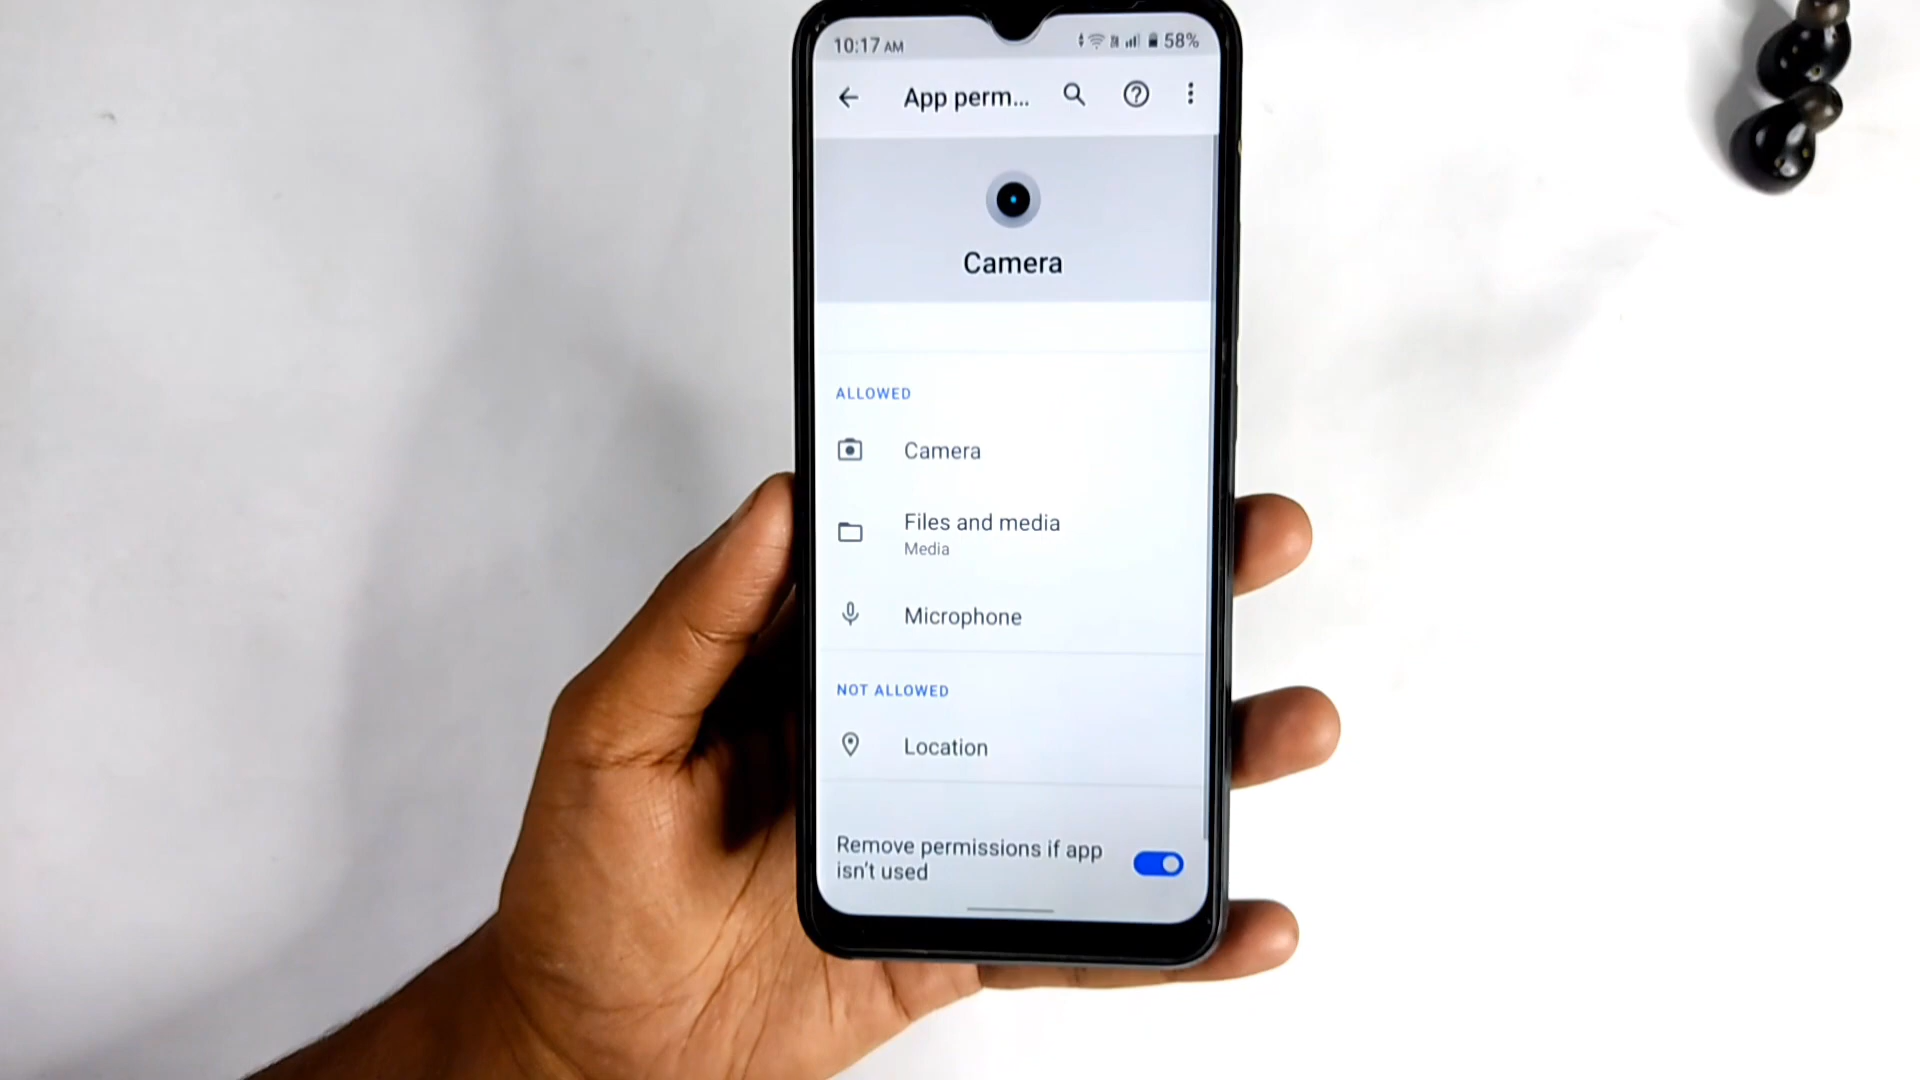 10:17 AM 58%
App perm...
Camera
ALLOWED
Camera
Files and media
Media
Microphone
NOT ALLOWED
Location
Remove permissions if app
isn't used